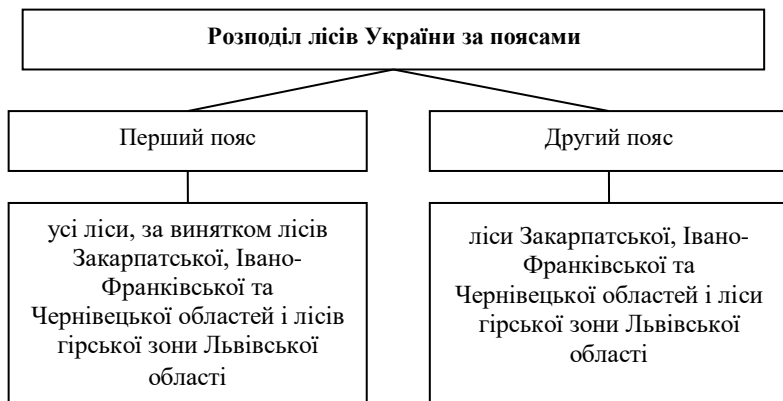 Розподіл лісів України за поясами
Перший пояс
Другий пояс
усі ліси, за винятком лісів
Закарпатської, Івано-
Франківської та
Чернівецької областей і лісів
гірської зони Львівської
області
ліси Закарпатської, Івано-
Франківської та
Чернівецької областей і ліси
гірської зони Львівської
області